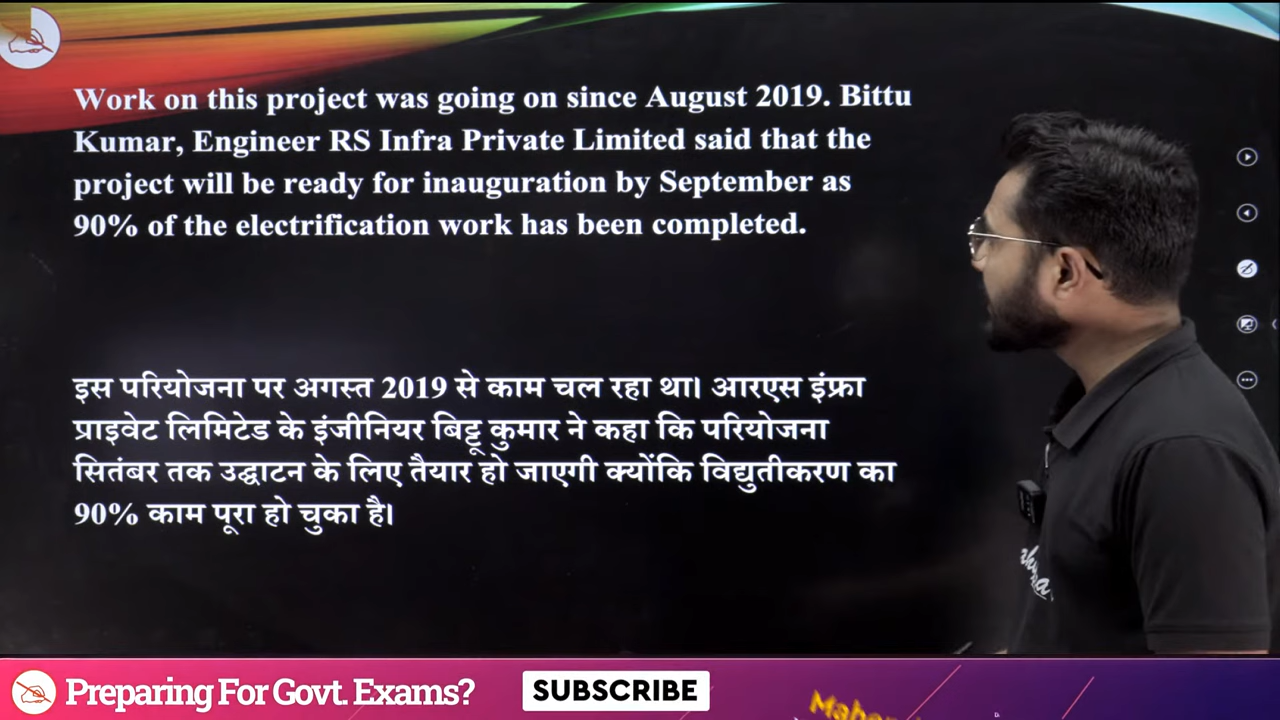 Work on this project was going on since August 2019. Bittu
Kumar, Engineer RS Infra Private Limited said that the
project will be ready for inauguration by September as
90% of the electrification work has been completed.
इस परियोजना पर अगस्त 2019 से काम चल रहा था। आरएस इंफ्रा
प्राइवेट लिमिटेड के इंजीनियर बिट्टू कुमार ने कहा कि परियोजना
सितंबर तक उद्घाटन के लिए तैयार हो जाएगी क्योंकि विद्युतीकरण का
90% काम पूरा हो चुका है।
Preparing For Govt. Exams?
SUBSCRIBE